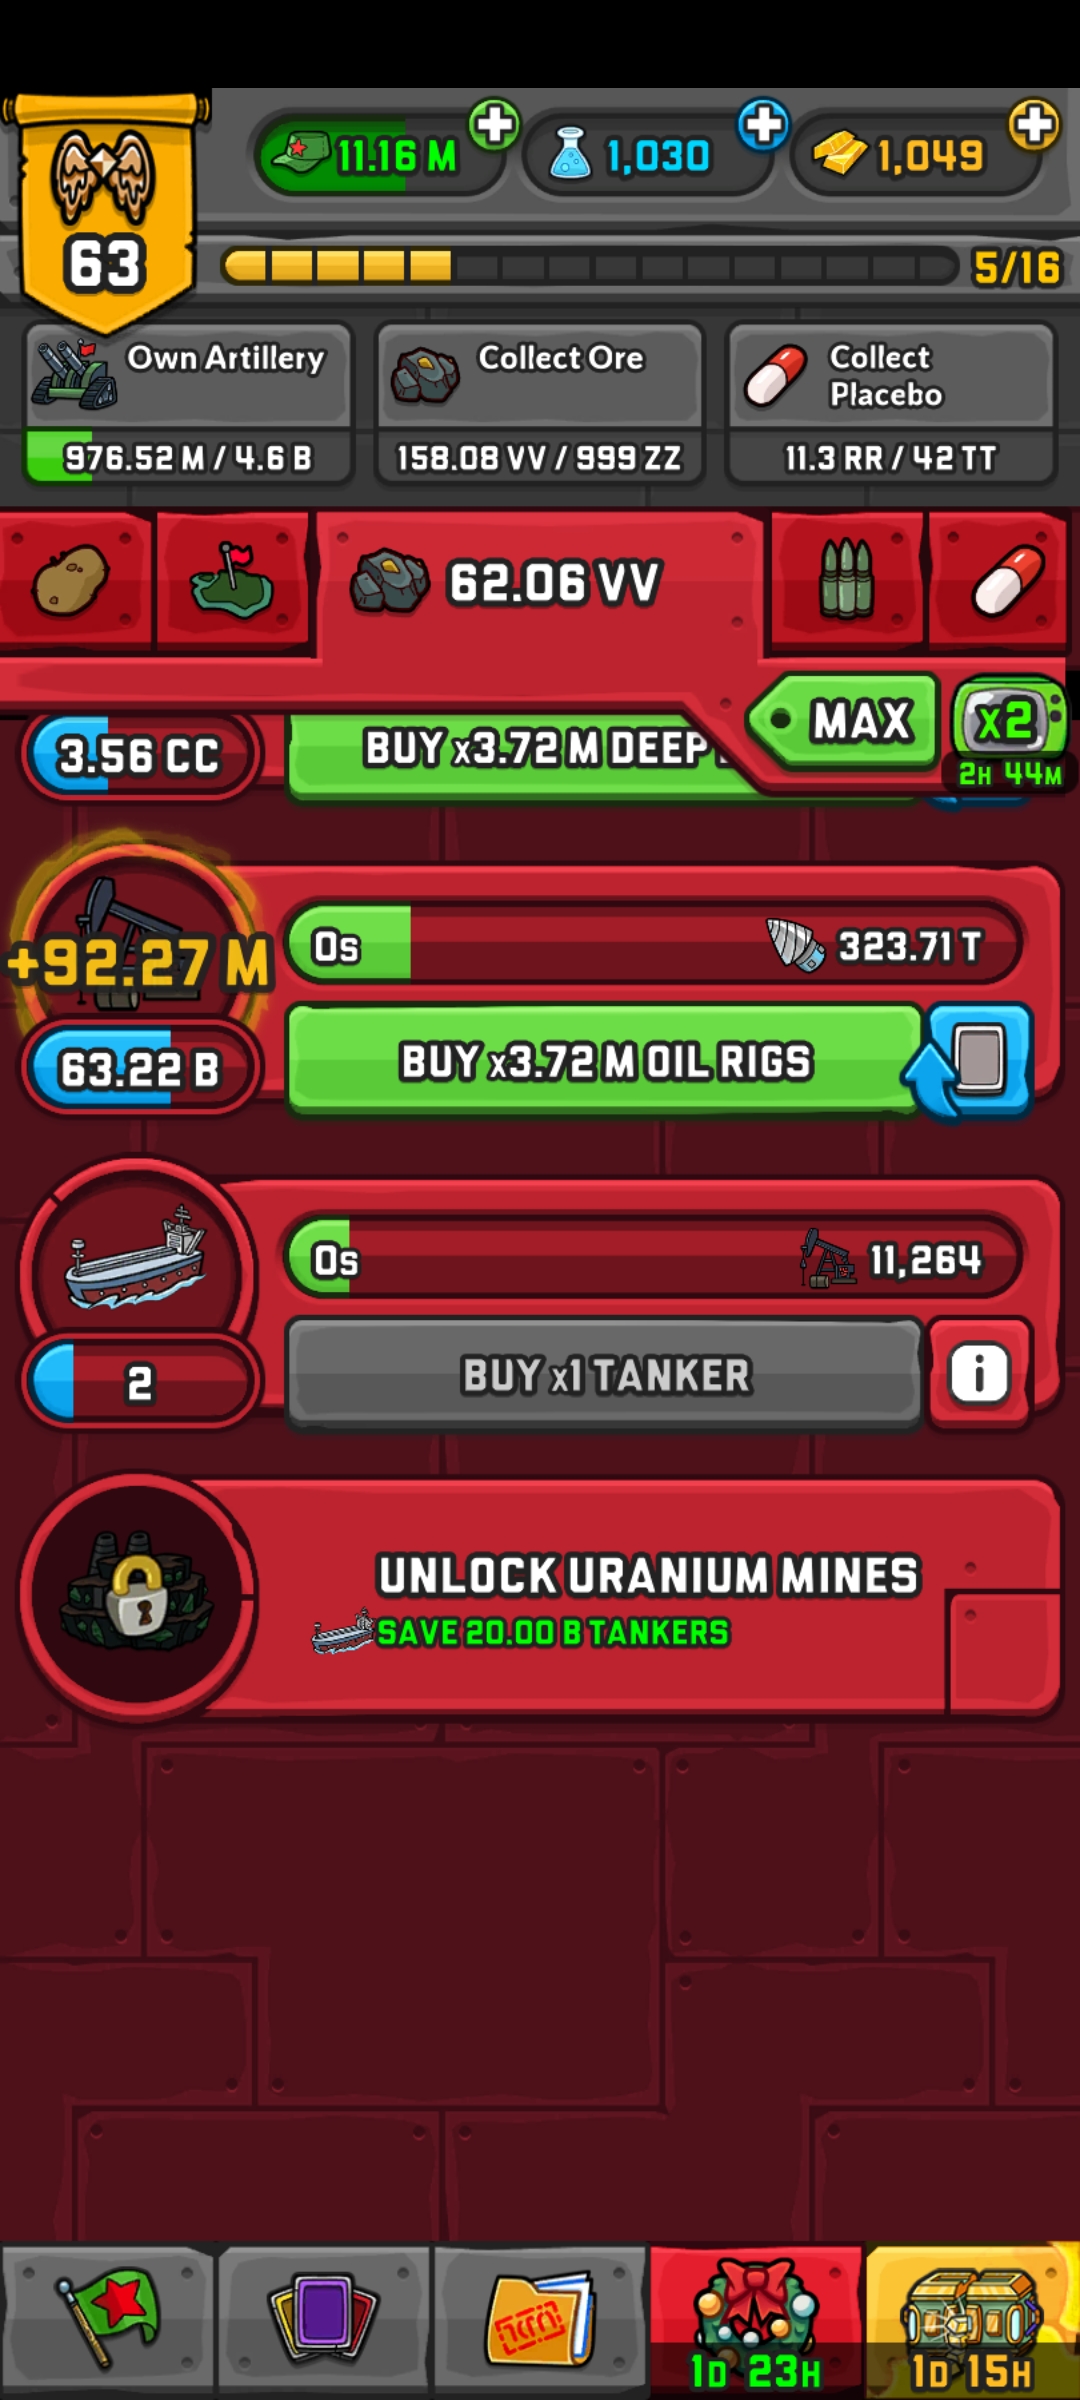 11.16 M
1,030
1,049
63
5/16
Own Artillery
976.52 M / 4.6 B
Collect Ore
158.08 VV / 999 ZZ
Collect
Placebo
11.3 RR / 42 TT
62.06 VV
MAX
x2
2H 44M
3.56 CC
BUY x3.72 M DEEP
+92.27 M
0s
323.71 T
63.22 B
BUY x3.72 M OIL RIGS
0s
11,264
2
BUY x1 TANKER
i
UNLOCK URANIUM MINES
SAVE 20.00 B TANKERS
1D 23H
1D 15H